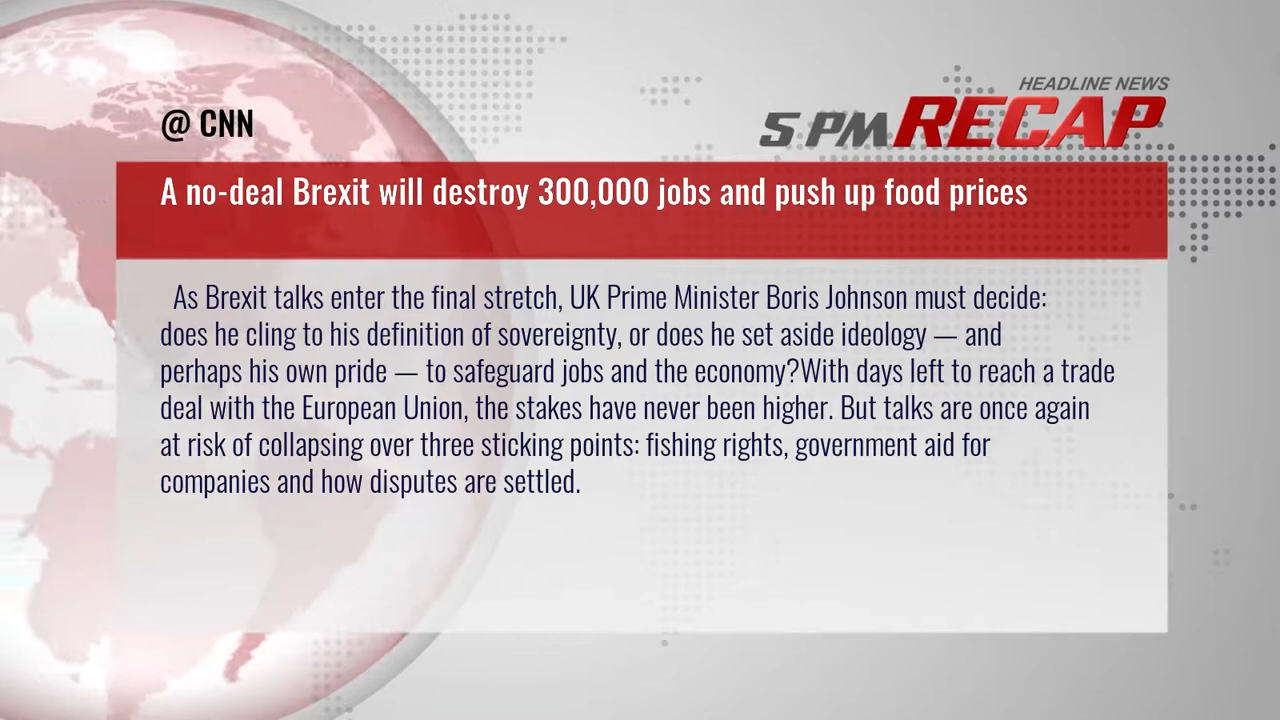 HEADLINE NEWS
@ CNN
5 PM RECAP
A no-deal Brexit will destroy 300,000 jobs and push up food prices
As Brexit talks enter the final stretch, UK Prime Minister Boris Johnson must decide:
does he cling to his definition of sovereignty, or does he set aside ideology — and
perhaps his own pride — to safeguard jobs and the economy?With days left to reach a trade
deal with the European Union, the stakes have never been higher. But talks are once again
at risk of collapsing over three sticking points: fishing rights, government aid for
companies and how disputes are settled.